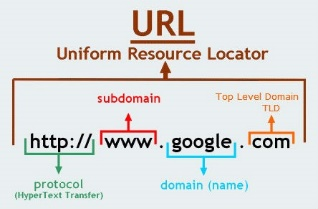 URL
Uniform Resource Locator
subdomain
Top Level Domain
TLD
http:// www . google . com
protocol
(HyperText Transfer)
domain (name)